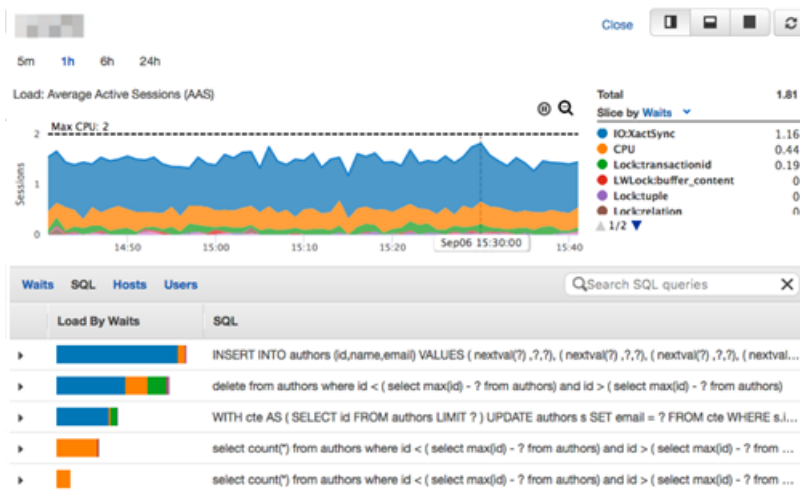 Close
5m 1h 6h 24h
Load: Average Active Sessions (AAS)
Total 1.81
Slice by Waits
Max CPU: 2
2
1
0
Sessions
IO:XactSync 1.16
CPU 0.44
Lock:transactionid 0.19
LWLock:buffer_content 0
Lock:tuple 0
Lock:relation 0
1/2
14:50 15:00 15:10 15:20 Sep06 15:30:00 15:40
Waits SQL Hosts Users
Search SQL queries
Load By Waits SQL
INSERT INTO authors (id,name,email) VALUES ( nextval(?) ,?,?), ( nextval(?) ,?,?), ( nextval(?) ,?,?), ( nextval...
delete from authors where id < ( select max(id) - ? from authors) and id > ( select max(id) - ? from authors)
WITH cte AS ( SELECT id FROM authors LIMIT ? ) UPDATE authors s SET email = ? FROM cte WHERE s.i...
select count(*) from authors where id < ( select max(id) - ? from authors) and id > ( select max(id) - ? from ...
select count(*) from authors where id < ( select max(id) - ? from authors) and id > ( select max(id) - ? from ...